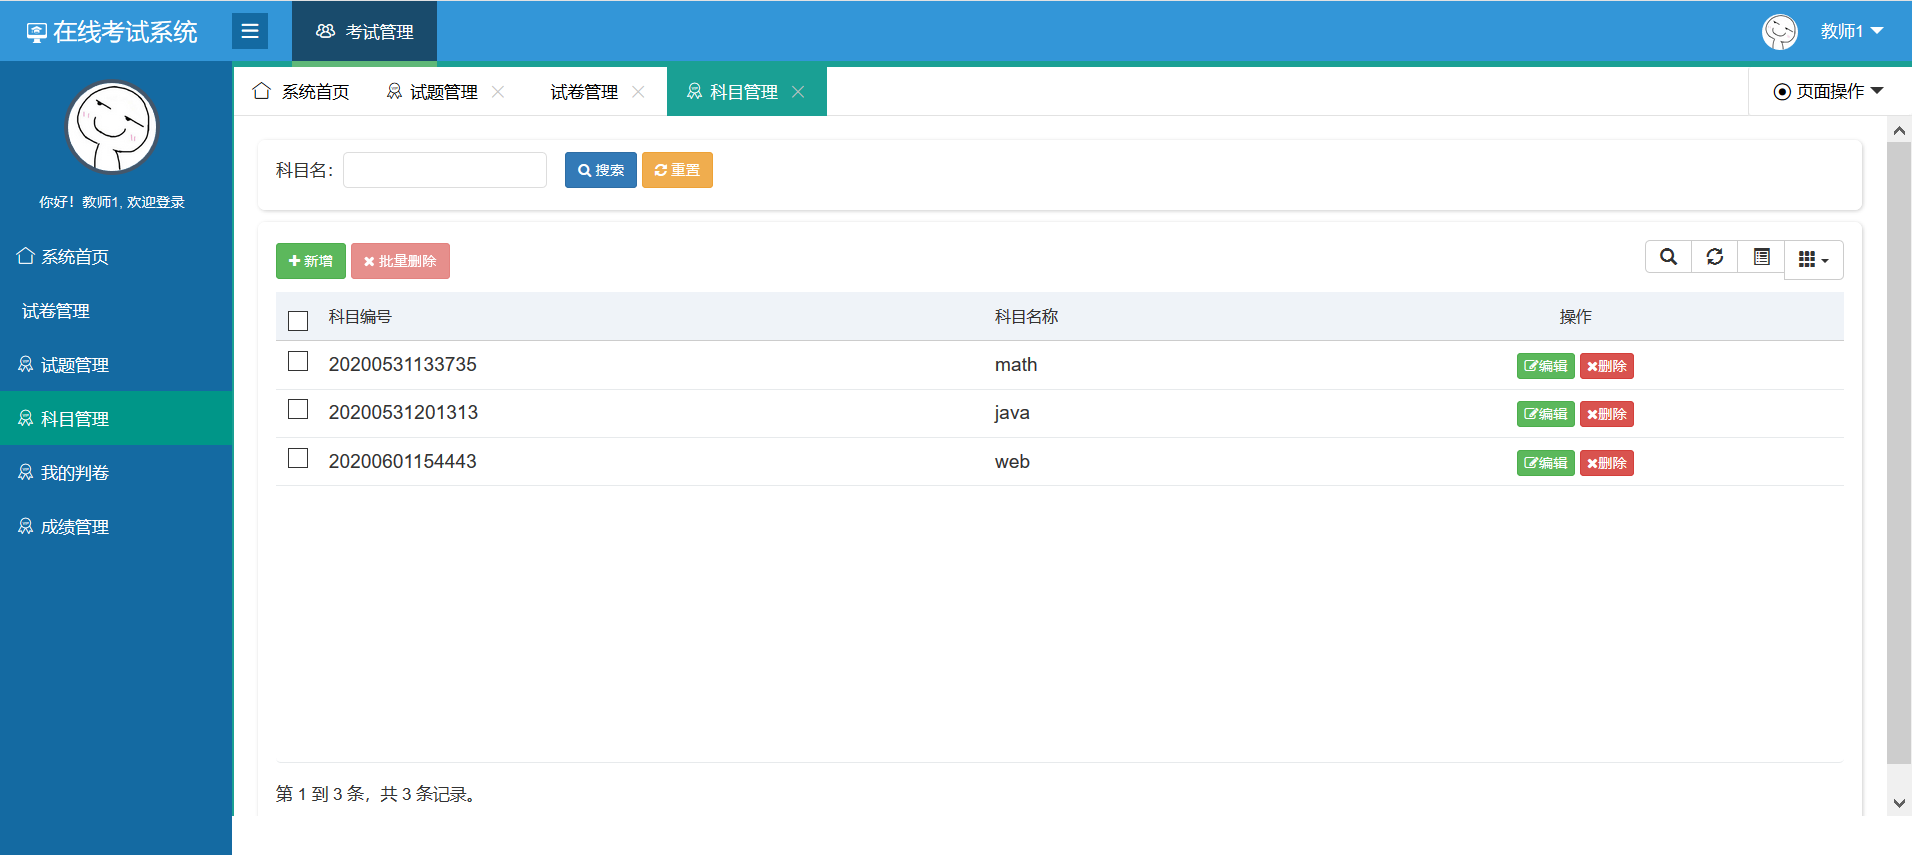 在线考试系统
考试管理
教师1
你好！教师1, 欢迎登录
系统首页
试卷管理
试题管理
科目管理
我的判卷
成绩管理
系统首页
试题管理
试卷管理
科目管理
页面操作
科目名：
搜索
重置
新增
批量删除
科目编号 科目名称 操作
20200531133735 math 编辑 删除
20200531201313 java 编辑 删除
20200601154443 web 编辑 删除
第 1 到 3 条，共 3 条记录。